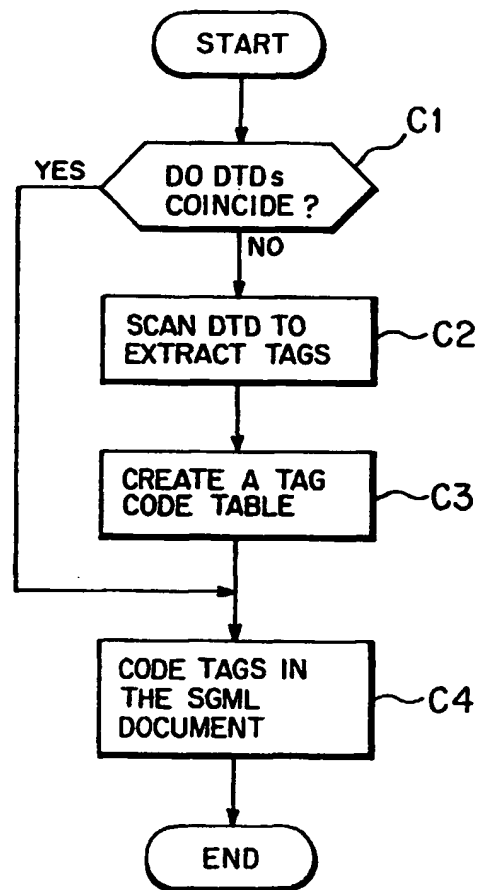 START
C1
YES
DO DTDs
COINCIDE ?
NO
SCAN DTD TO
EXTRACT TAGS
C2
CREATE A TAG
CODE TABLE
C3
CODE TAGS IN
THE SGML
DOCUMENT
C4
END